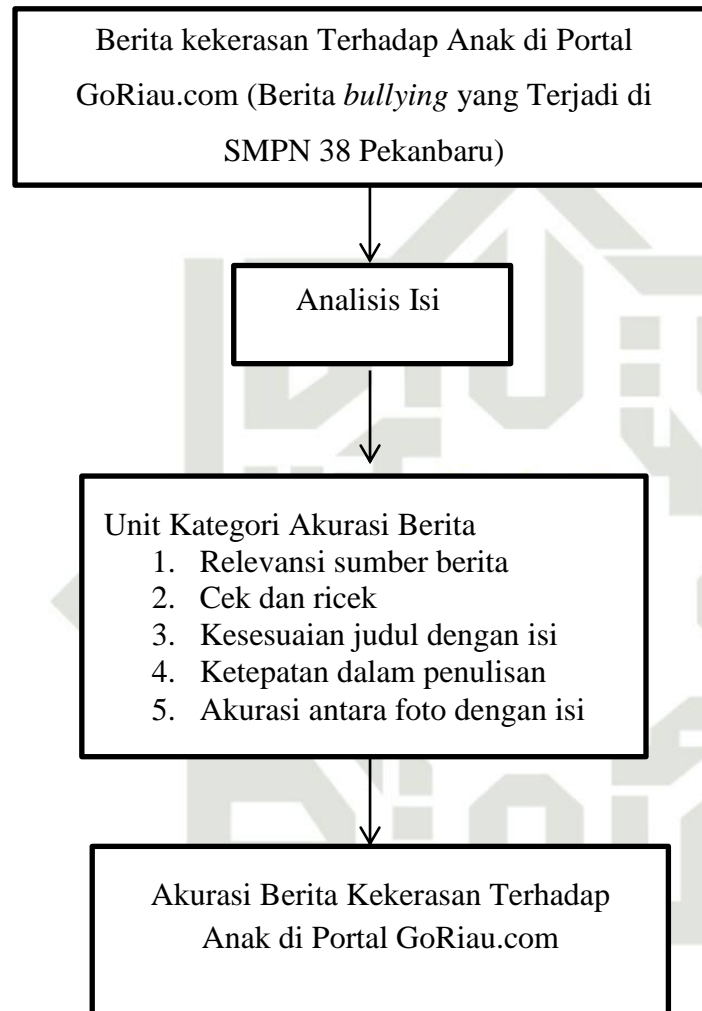 Berita kekerasan Terhadap Anak di Portal
GoRiau.com (Berita bullying yang Terjadi di
SMPN 38 Pekanbaru)
Analisis Isi
Unit Kategori Akurasi Berita
1. Relevansi sumber berita
2. Cek dan ricek
3. Kesesuaian judul dengan isi
4. Ketepatan dalam penulisan
5. Akurasi antara foto dengan isi
Akurasi Berita Kekerasan Terhadap
Anak di Portal GoRiau.com